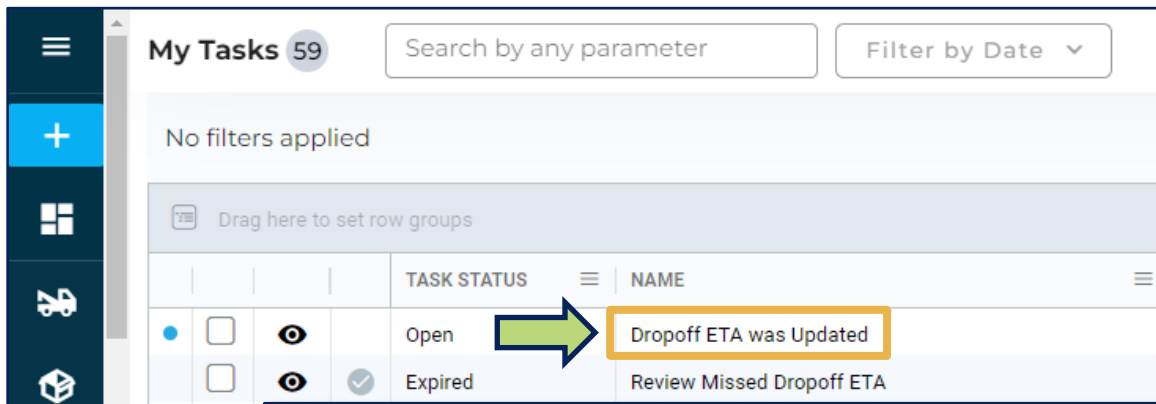 My Tasks 59
Search by any parameter
Filter by Date
No filters applied
Drag here to set row groups
TASK STATUS NAME
Open Dropoff ETA was Updated
Expired Review Missed Dropoff ETA